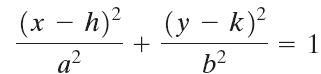 (x − h)²/a² + (y − k)²/b² = 1